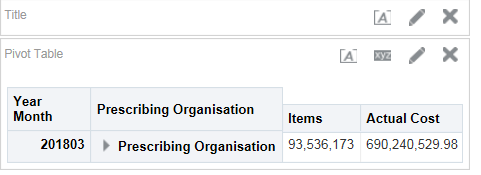 Title
[A]
Pivot Table
[A] xyz
Year Month Prescribing Organisation Items Actual Cost
201803 Prescribing Organisation 93,536,173 690,240,529.98